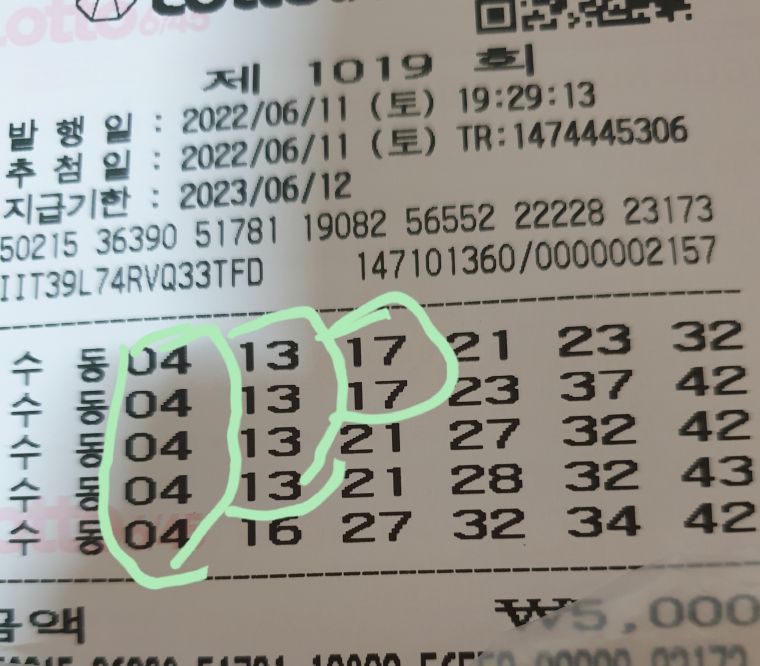 Lotto 6/45
제 1019 회
발 행 일 : 2022/06/11 (토) 19:29:13
추 첨 일 : 2022/06/11 (토) TR:1474445306
지급기한 : 2023/06/12
50215 36390 51781 19082 56552 22228 23173
IIT39L74RVQ33TFD 147101360/0000002157
수 동 04 13 17 21 23 32
수 동 04 13 17 23 37 42
수 동 04 13 21 27 32 42
수 동 04 13 21 28 32 43
수 동 04 16 27 32 34 42
금액 ₩5,000